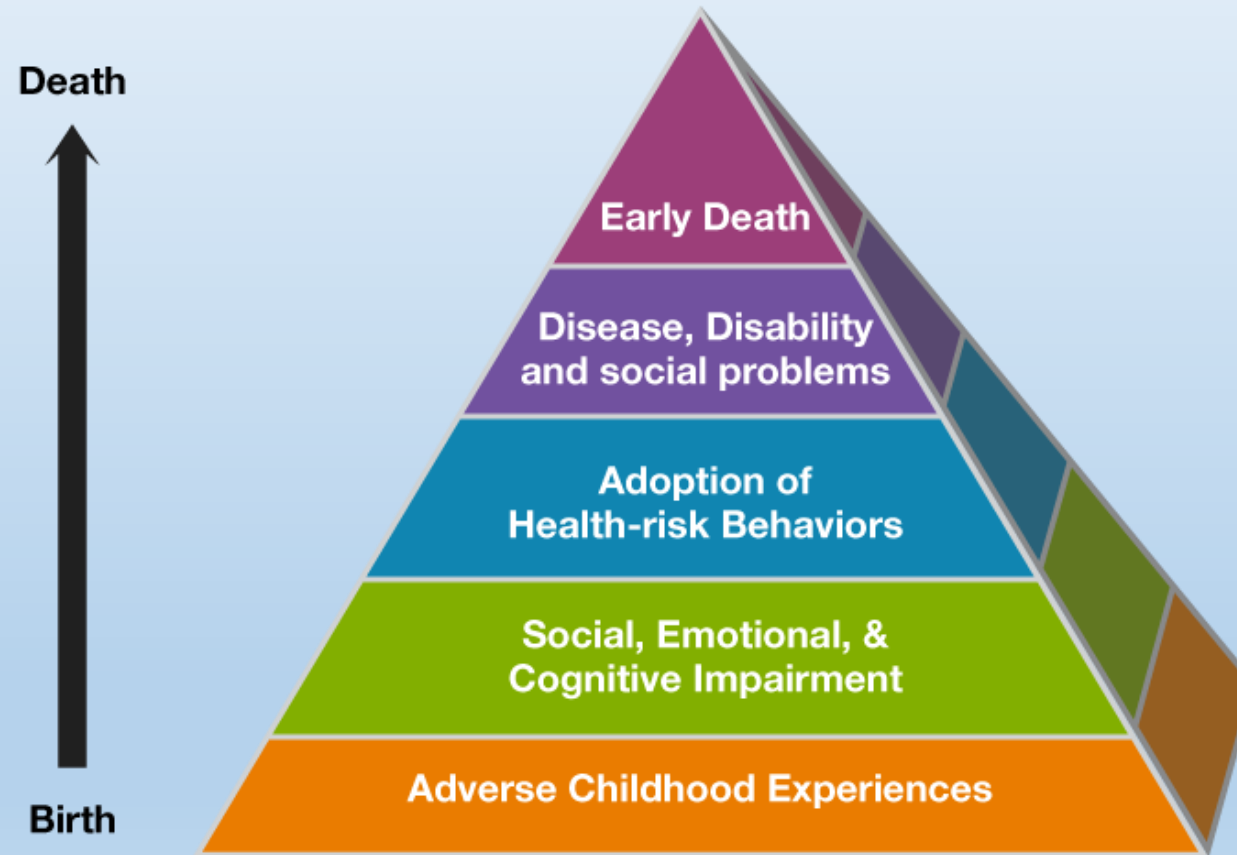 Death
Early Death
Disease, Disability
and social problems
Adoption of
Health-risk Behaviors
Social, Emotional, &
Cognitive Impairment
Adverse Childhood Experiences
Birth